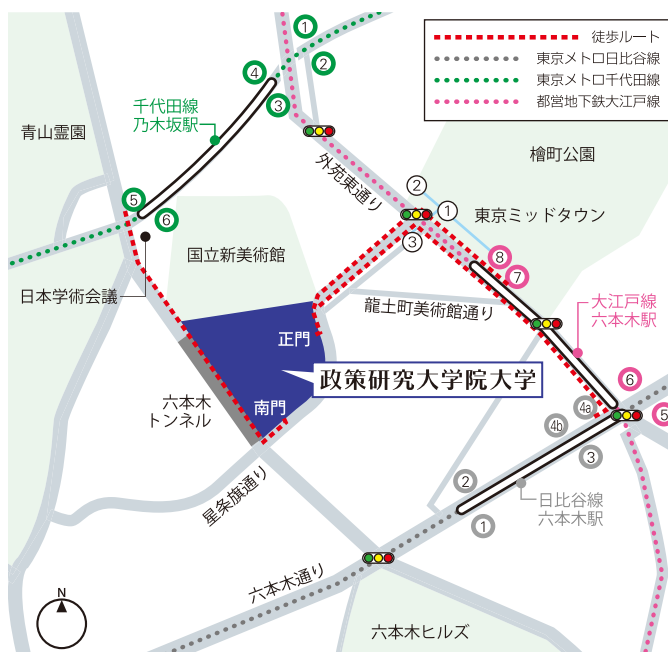 徒歩ルート
東京メトロ日比谷線
東京メトロ千代田線
都営地下鉄大江戸線
①
②
④
③
千代田線
乃木坂駅
青山霊園
外苑東通り
檜町公園
②
①
③
東京ミッドタウン
⑤
⑥
国立新美術館
⑧
⑦
日本学術会議
龍土町美術館通り
大江戸線
六本木駅
正門
政策研究大学院大学
六本木
トンネル
南門
⑥
⑤
4a
4b
③
②
①
日比谷線
六本木駅
星条旗通り
六本木通り
N
六本木ヒルズ